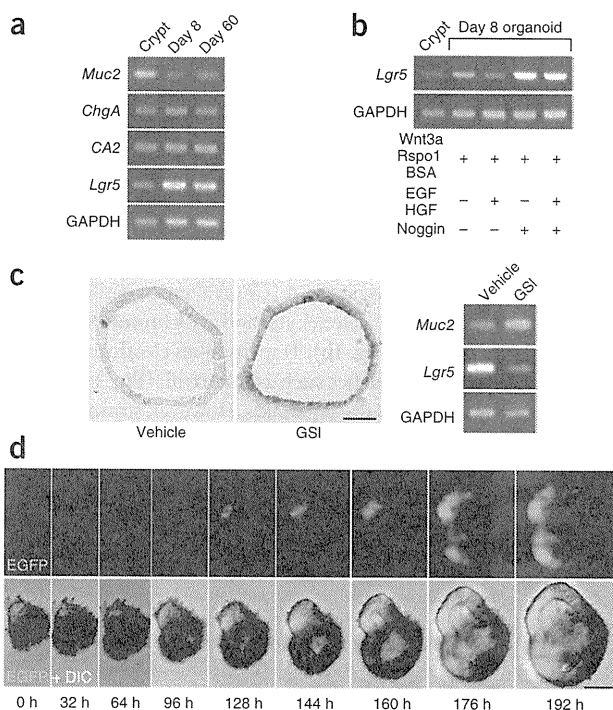 a
Crypt Day 8 Day 60
Muc2
ChgA
CA2
Lgr5
GAPDH
b
Crypt Day 8 organoid
Lgr5
GAPDH
Wnt3a
Rspo1 + + + +
BSA
EGF
HGF – + – +
Noggin – – + +
c
Vehicle GSI
Vehicle GSI
Muc2
Lgr5
GAPDH
d
EGFP
EGFP + DIC
0 h 32 h 64 h 96 h 128 h 144 h 160 h 176 h 192 h